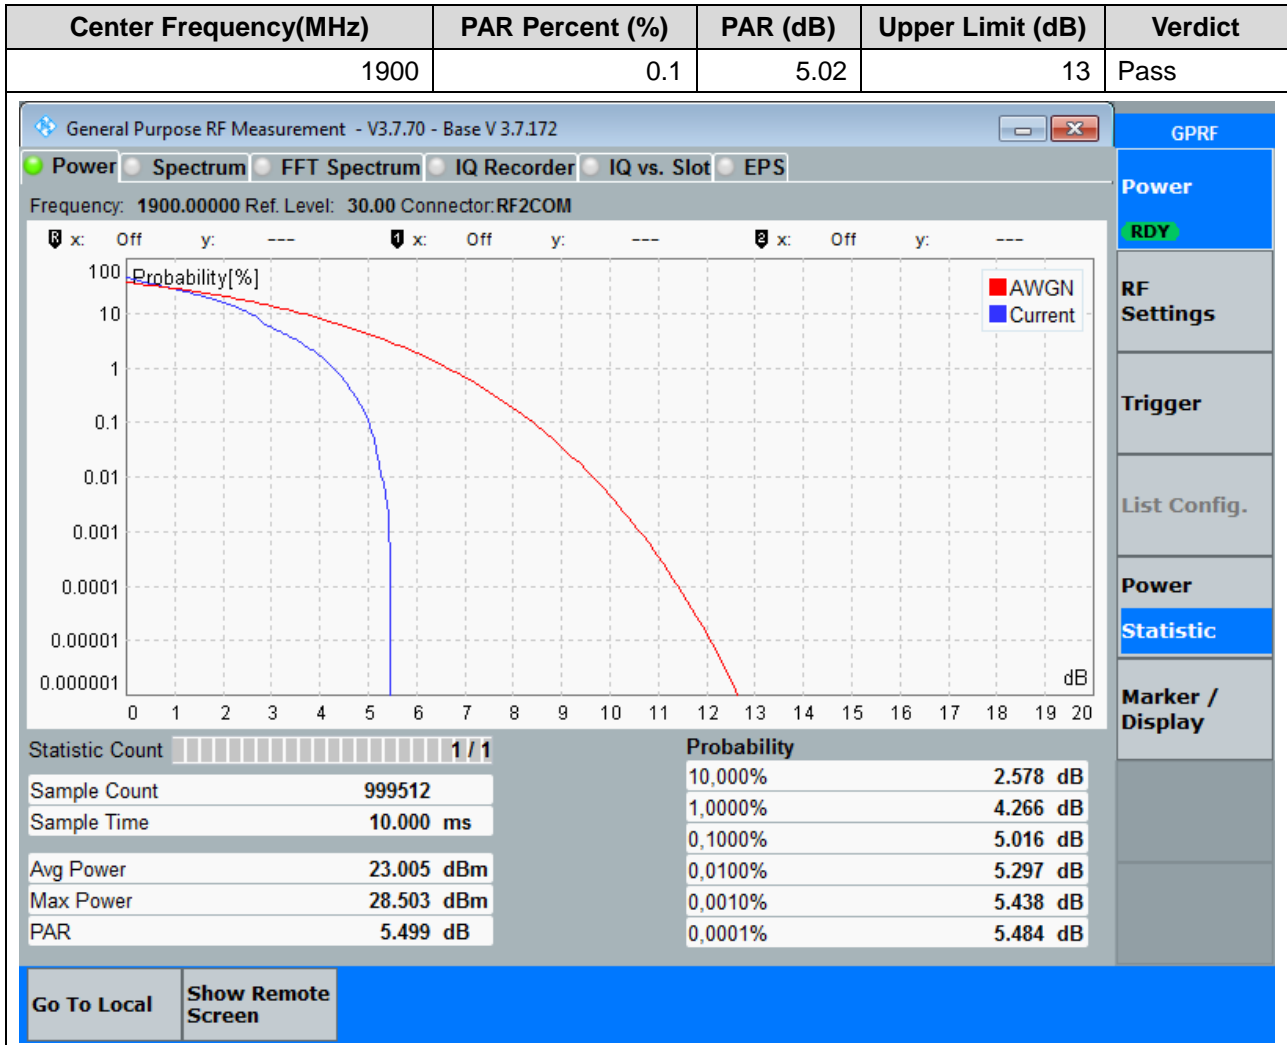 Center Frequency(MHz) PAR Percent (%) PAR (dB) Upper Limit (dB) Verdict
1900 0.1 5.02 13 Pass
General Purpose RF Measurement - V3.7.70 - Base V 3.7.172
GPRF
Power Spectrum FFT Spectrum IQ Recorder IQ vs. Slot EPS
Frequency: 1900.00000 Ref. Level: 30.00 Connector: RF2COM
R x: Off y: --- 1 x: Off y: --- 2 x: Off y: ---
Power
RDY
RF
Settings
Trigger
List Config.
Power
Statistic
Marker /
Display
Probability[%]
AWGN
Current
100
10
1
0.1
0.01
0.001
0.0001
0.00001
0.000001
dB
0 1 2 3 4 5 6 7 8 9 10 11 12 13 14 15 16 17 18 19 20
Statistic Count 1 / 1
Sample Count 999512
Sample Time 10.000 ms
Avg Power 23.005 dBm
Max Power 28.503 dBm
PAR 5.499 dB
Probability
10,000% 2.578 dB
1,0000% 4.266 dB
0,1000% 5.016 dB
0,0100% 5.297 dB
0,0010% 5.438 dB
0,0001% 5.484 dB
Go To Local
Show Remote
Screen